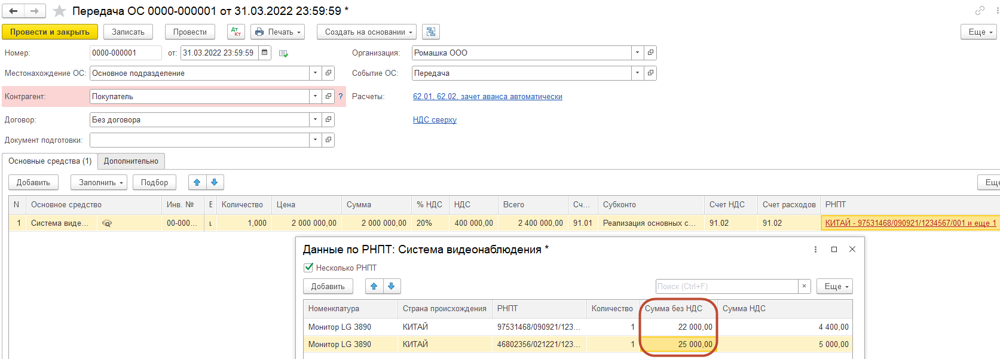 Передача ОС 0000-000001 от 31.03.2022 23:59:59 *
Провести и закрыть Записать Провести Дт Кт Печать Создать на основании Еще
Номер: 0000-000001 от: 31.03.2022 23:59:59 Организация: Ромашка ООО
Местонахождение ОС: Основное подразделение Событие ОС: Передача
Контрагент: Покупатель ? Расчеты: 62.01, 62.02, зачет аванса автоматически
Договор: Без договора НДС сверху
Документ подготовки:
Основные средства (1) Дополнительно
Добавить Заполнить Подбор Еще
N Основное средство Инв. № Количество Цена Сумма % НДС НДС Всего Сч... Субконто Счет НДС Счет расходов РНПТ
1 Система виде... 00-000... 1,000 2 000 000,00 2 000 000,00 20% 400 000,00 2 400 000,00 91.01 Реализация основных с... 91.02 91.02 КИТАЙ - 97531468/090921/1234567/001 и еще 1
Данные по РНПТ: Система видеонаблюдения *
Несколько РНПТ
Добавить Поиск (Ctrl+F) × Еще
Номенклатура Страна происхождения РНПТ Количество Сумма без НДС Сумма НДС
Монитор LG 3890 КИТАЙ 97531468/090921/123... 1 22 000,00 4 400,00
Монитор LG 3890 КИТАЙ 46802356/021221/123... 1 25 000,00 5 000,00